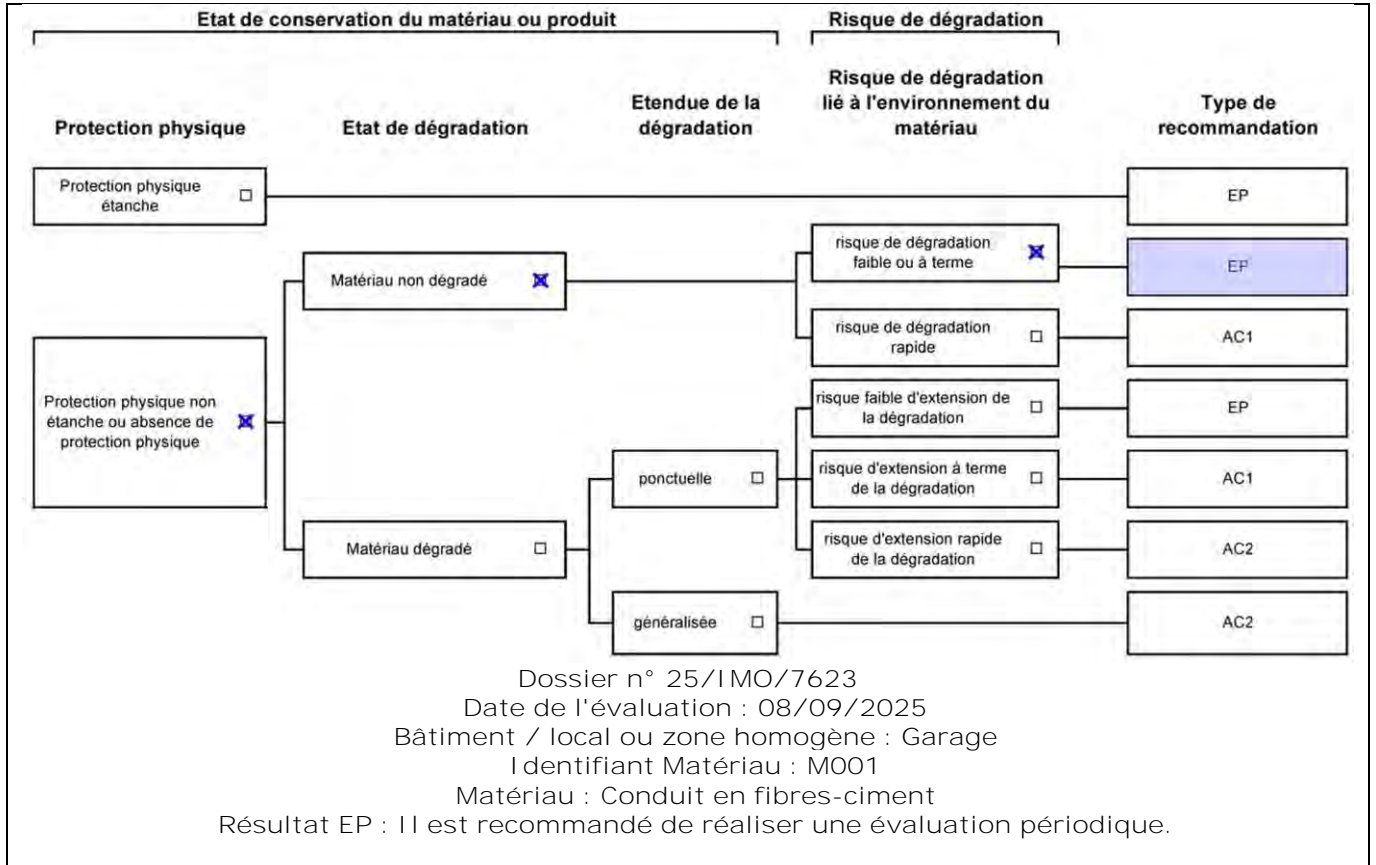 Etat de conservation du matériau ou produit
Risque de dégradation
Protection physique
Etat de dégradation
Etendue de la
dégradation
Risque de dégradation
lié à l'environnement du
matériau
Type de
recommandation
Protection physique
étanche
EP
risque de dégradation
faible ou à terme
EP
Matériau non dégradé
risque de dégradation
rapide
AC1
Protection physique non
étanche ou absence de
protection physique
risque faible d'extension de
la dégradation
EP
ponctuelle
risque d'extension à terme
de la dégradation
AC1
Matériau dégradé
risque d'extension rapide
de la dégradation
AC2
généralisée
AC2
Dossier n° 25/IMO/7623
Date de l'évaluation : 08/09/2025
Bâtiment / local ou zone homogène : Garage
Identifiant Matériau : M001
Matériau : Conduit en fibres-ciment
Résultat EP : Il est recommandé de réaliser une évaluation périodique.